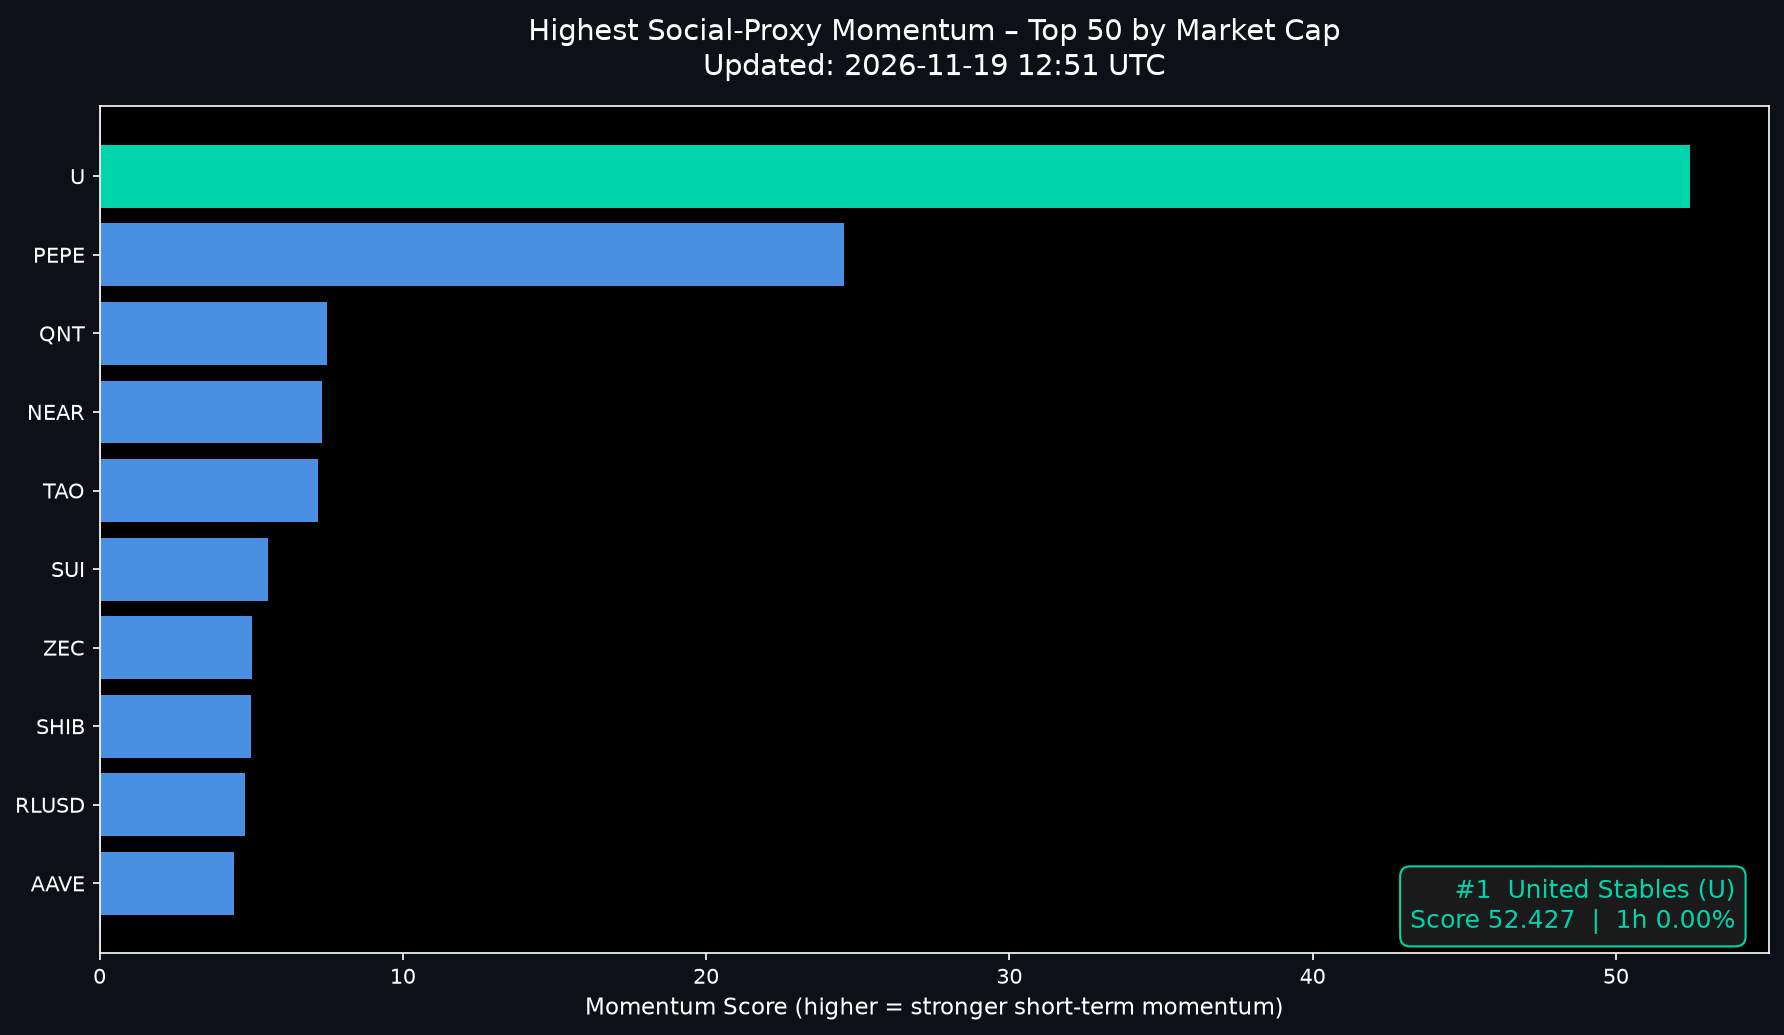 Highest Social-Proxy Momentum – Top 50 by Market Cap
Updated: 2026-11-19 12:51 UTC
U
PEPE
QNT
NEAR
TAO
SUI
ZEC
SHIB
RLUSD
AAVE
#1  United Stables (U)
Score 52.427  |  1h 0.00%
0 10 20 30 40 50
Momentum Score (higher = stronger short-term momentum)